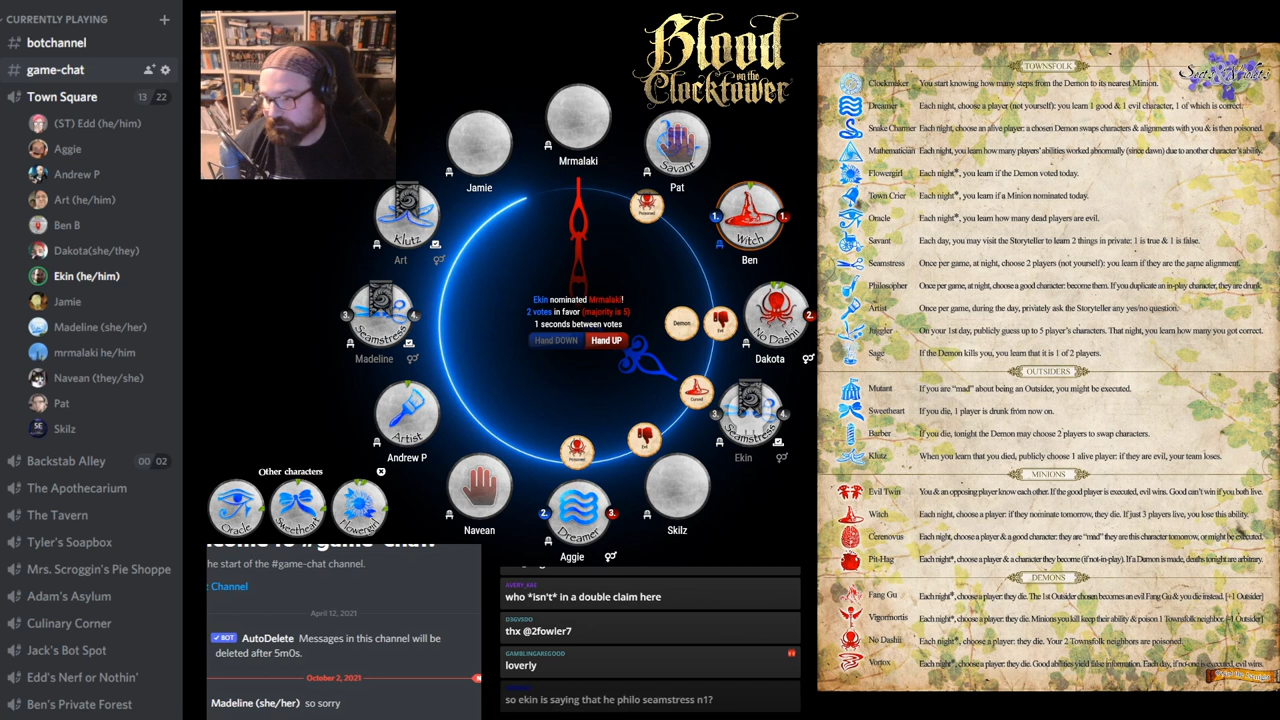 CURRENTLY PLAYING
botchannel
game-chat
Town Square
13 / 22
(ST) Edd (he/him)
Aggie
Andrew P
Art (he/him)
Ben B
Dakota(she/they)
Ekin (he/him)
Jamie
Madeline (she/her)
mrmalaki he/him
Navean (they/she)
Pat
Skilz
Backstab Alley
00 / 02
The Apothecarium
The Tavern
Tyler's Soapbox
Mrs. Scroggin's Pie Shoppe
Adam's Asylum
Culinary Corner
Jack's Bot Spot
Edd's Nerf or Nothin'
Ben's Private Forest
Blood
on the
Clocktower
Mrmalaki
Savant
Pat
Poisoned
1.
Witch
1.
Ben
Demon
Evil
No Dashii
2.
Dakota
Cursed
3.
Seamstress
4.
Ekin
Evil
Skilz
Poisoned
2.
Dreamer
3.
Aggie
Navean
Artist
Andrew P
3.
Seamstress
4.
Madeline
Klutz
Art
Jamie
Ekin nominated Mrmalaki!
2 votes in favor (majority is 5)
1 seconds between votes
Hand DOWN
Hand UP
Other characters
Oracle
Sweetheart
Flowergirl
he start of the #game-chat channel.
Channel
April 12, 2021
BOT AutoDelete Messages in this channel will be
deleted after 5m0s.
October 2, 2021
Madeline (she/her) so sorry
AVERY_RAE
who *isn't* in a double claim here
D3GVSDO
thx @2fowler7
GAMBLINGAREGOOD
loverly
so ekin is saying that he philo seamstress n1?
TOWNSFOLK
Clockmaker You start knowing how many steps from the Demon to its nearest Minion.
Dreamer Each night, choose a player (not yourself): you learn 1 good & 1 evil character, 1 of which is correct.
Snake Charmer Each night, choose an alive player: a chosen Demon swaps characters & alignments with you & is then poisoned.
Mathematician Each night, you learn how many players' abilities worked abnormally (since dawn) due to another character's ability.
Flowergirl Each night*, you learn if the Demon voted today.
Town Crier Each night*, you learn if a Minion nominated today.
Oracle Each night*, you learn how many dead players are evil.
Savant Each day, you may visit the Storyteller to learn 2 things in private: 1 is true & 1 is false.
Seamstress Once per game, at night, choose 2 players (not yourself): you learn if they are the same alignment.
Philosopher Once per game, at night, choose a good character: become them. If you duplicate an in-play character, they are drunk.
Artist Once per game, during the day, privately ask the Storyteller any yes/no question.
Juggler On your 1st day, publicly guess up to 5 player's characters. That night, you learn how many you got correct.
Sage If the Demon kills you, you learn that it is 1 of 2 players.
OUTSIDERS
Mutant If you are “mad” about being an Outsider, you might be executed.
Sweetheart If you die, 1 player is drunk from now on.
Barber If you died, tonight the Demon may choose 2 players to swap characters.
Klutz When you learn that you died, publicly choose 1 alive player: if they are evil, your team loses.
MINIONS
Evil Twin You & an opposing player know each other. If the good player is executed, evil wins. Good can't win if you both live.
Witch Each night, choose a player: if they nominate tomorrow, they die. If just 3 players live, you lose this ability.
Cerenovus Each night, choose a player & a good character: they are “mad” they are this character tomorrow, or might be executed.
Pit-Hag Each night*, choose a player & a character they become (if not-in-play). If a Demon is made, deaths tonight are arbitrary.
DEMONS
Fang Gu Each night*, choose a player: they die. The 1st Outsider chosen becomes an evil Fang Gu & you die instead. [+1 Outsider]
Vigormortis Each night*, choose a player: they die. Minions you kill keep their ability & poison 1 Townsfolk neighbor. [-1 Outsider]
No Dashii Each night*, choose a player: they die. Your 2 Townsfolk neighbors are poisoned.
Vortox Each night*, choose a player: they die. Good abilities yield false information. Each day, if no-one is executed, evil wins.